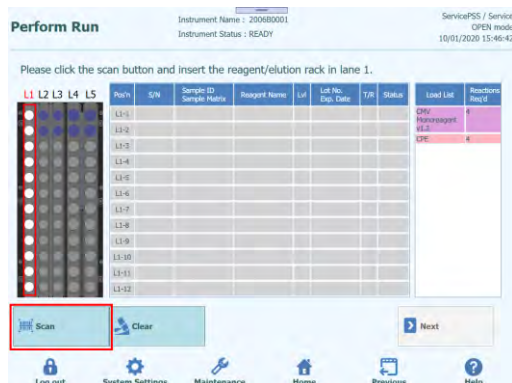 Perform Run
Instrument Name : 200680001
Instrument Status : READY
ServicePSS / Service
OPEN mode
10/01/2020 15:46:42
Please click the scan button and insert the reagent/elution rack in lane 1.
L1 L2 L3 L4 L5
Pos'n S/N Sample ID Sample Matrix Reagent Name Lvl Lot No. Exp. Date T/R Status
L1-1
L1-2
L1-3
L1-4
L1-5
L1-6
L1-7
L1-8
L1-9
L1-10
L1-11
L1-12
Load List Reactions Req'd
CMV Monoreagent v1.1 4
CPE 4
Scan
Clear
Next
Log out
System Settings
Maintenance
Home
Previous
Help